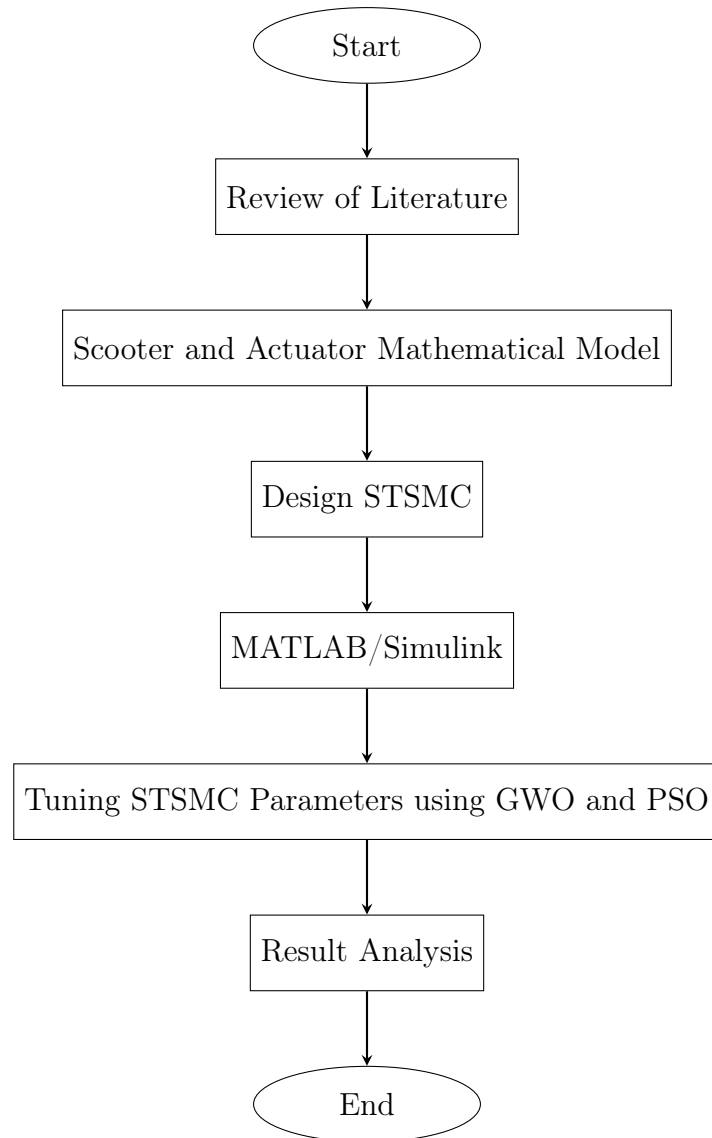 Start
Review of Literature
Scooter and Actuator Mathematical Model
Design STSMC
MATLAB/Simulink
Tuning STSMC Parameters using GWO and PSO
Result Analysis
End